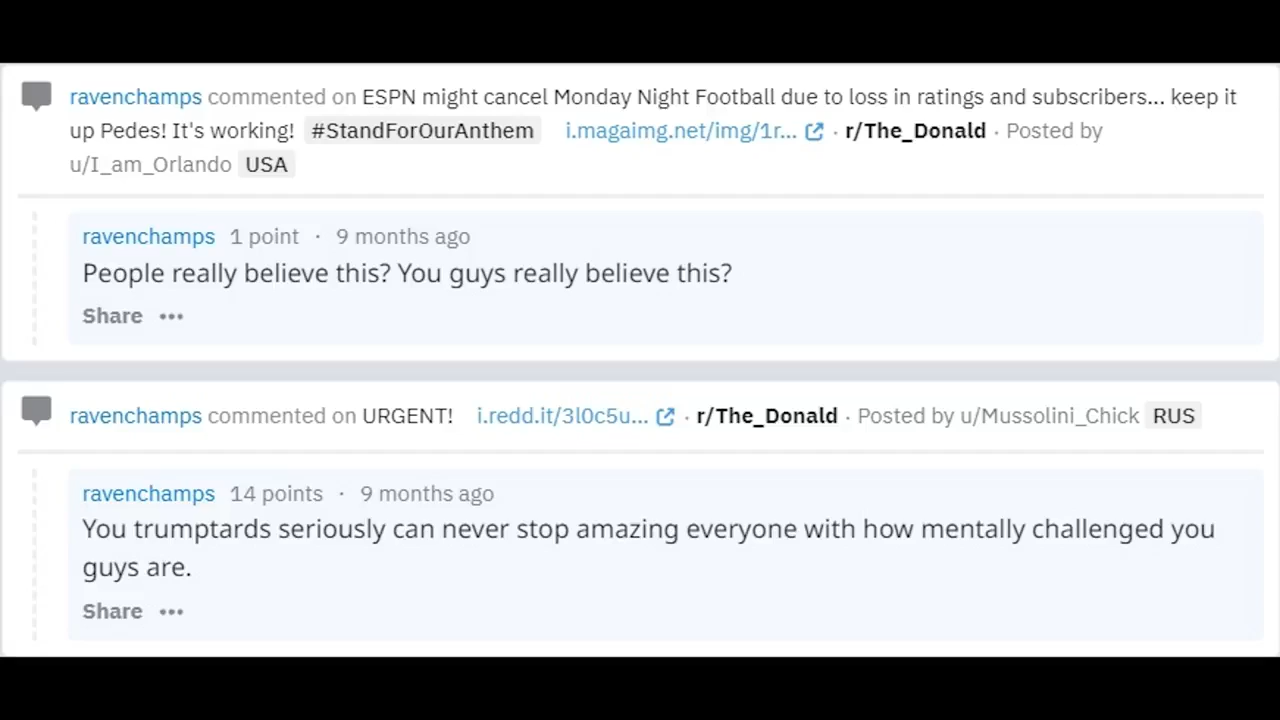 ravenchamps commented on ESPN might cancel Monday Night Football due to loss in ratings and subscribers... keep it
up Pedes! It's working! #StandForOurAnthem i.magaimg.net/img/1r... · r/The_Donald · Posted by
u/I_am_Orlando USA
ravenchamps 1 point · 9 months ago
People really believe this? You guys really believe this?
Share •••
ravenchamps commented on URGENT! i.redd.it/3l0c5u... · r/The_Donald · Posted by u/Mussolini_Chick RUS
ravenchamps 14 points · 9 months ago
You trumptards seriously can never stop amazing everyone with how mentally challenged you
guys are.
Share •••